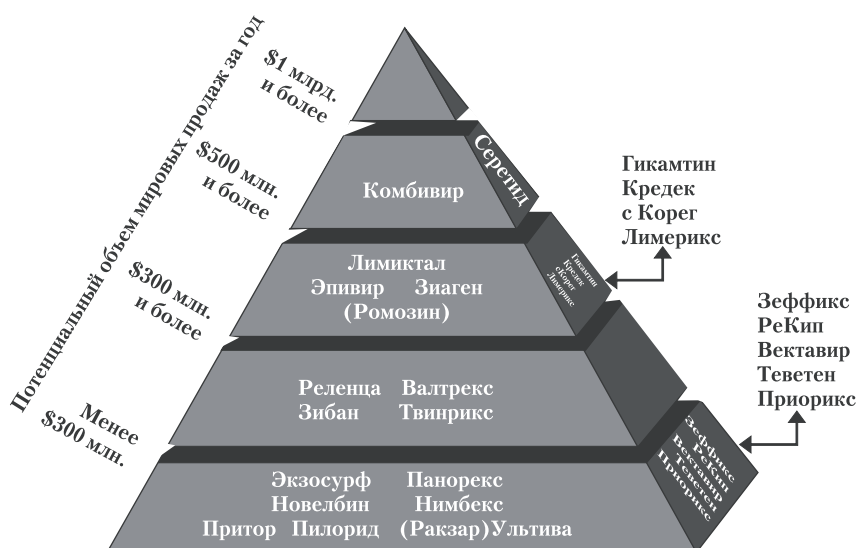 Потенциальный объем мировых продаж за год
$1 млрд.
и более
$500 млн.
и более
$300 млн.
и более
Менее
$300 млн.
Комбивир
Серетид
Лимиктал
Эпивир Зиаген
(Ромозин)
Гикамтин
Кредек
сКорег
Лимерикс
Гикамтин
Кредек
с Корег
Лимерикс
Реленца Валтрекс
Зибан Твинрикс
Экзосурф Панорекс
Новелбин Нимбекс
Притор Пилорид (Ракзар)Ультива
Зеффикс
РеКип
Вектавир
Теветен
Приорикс
Зеффикс
РеКип
Вектавир
Теветен
Приорикс